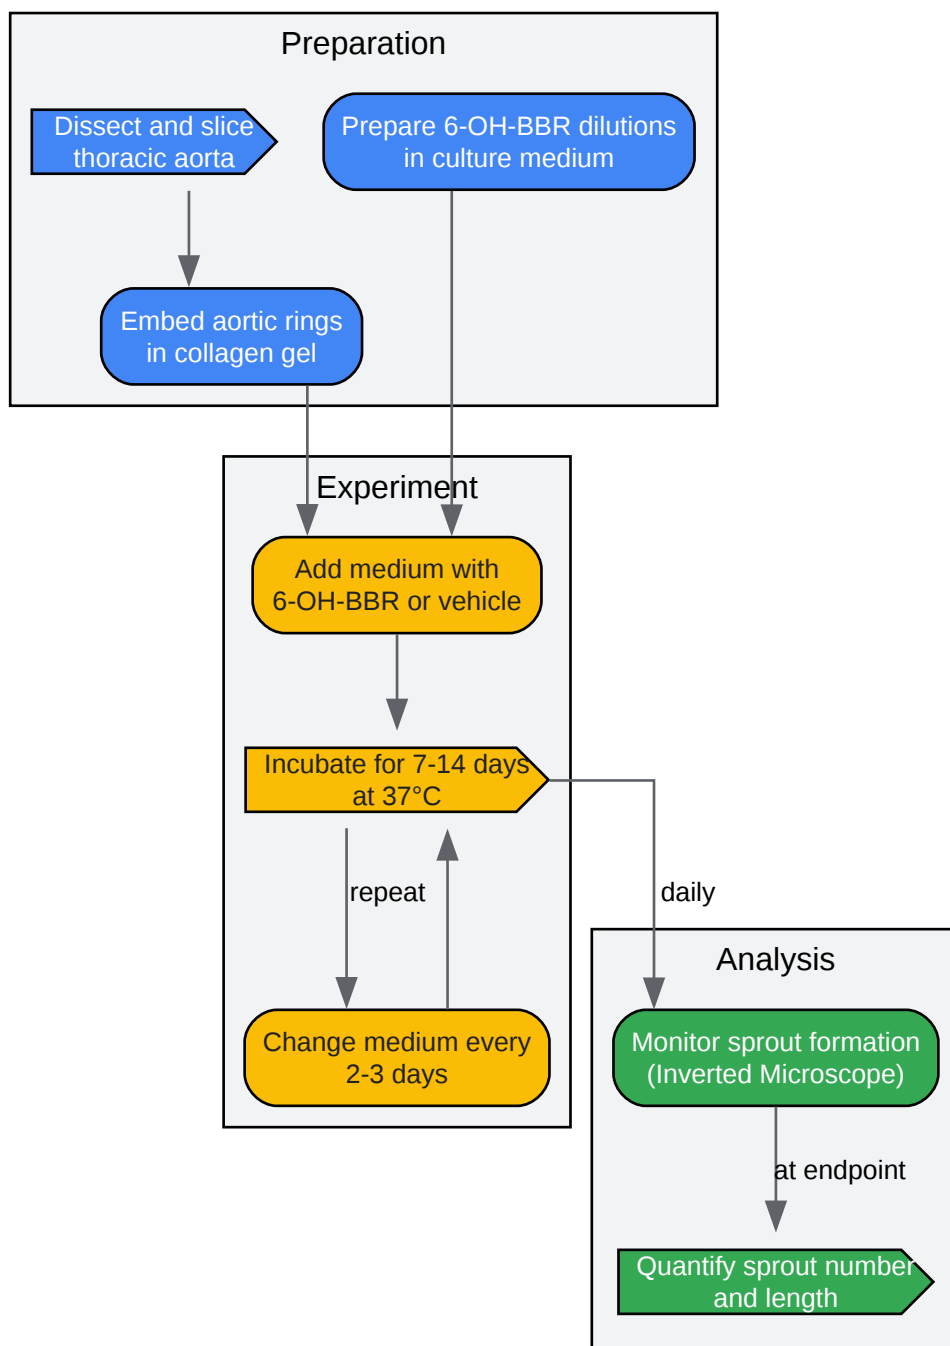 Preparation
Dissect and slice
thoracic aorta
Prepare 6-OH-BBR dilutions
in culture medium
Embed aortic rings
in collagen gel
Experiment
Add medium with
6-OH-BBR or vehicle
Incubate for 7-14 days
at 37°C
repeat
daily
Change medium every
2-3 days
Analysis
Monitor sprout formation
(Inverted Microscope)
at endpoint
Quantify sprout number
and length